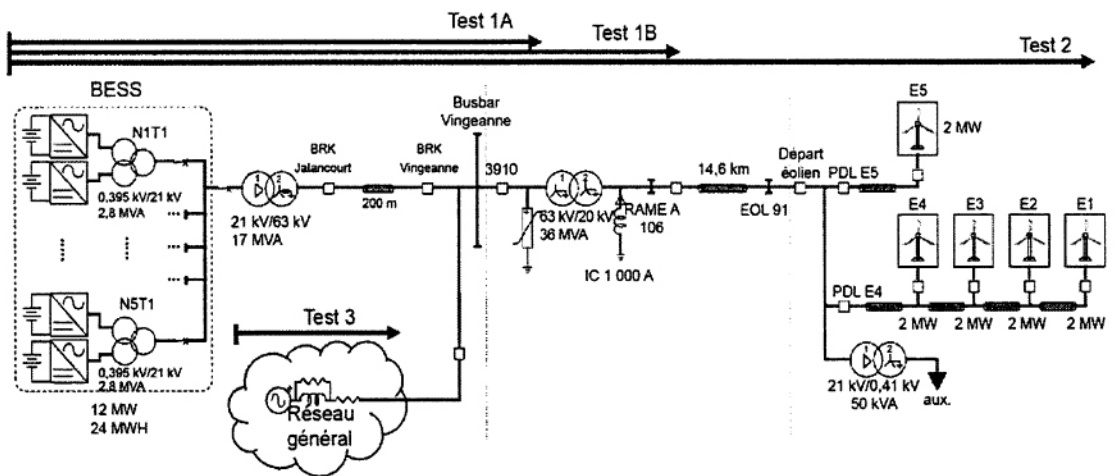 Test 1A
Test 1B
Test 2
BESS
N1T1
0,395 kV/21 kV
2,8 MVA
N5T1
0,395 kV/21 kV
2,8 MVA
12 MW
24 MWH
21 kV/63 kV
17 MVA
BRK
Jalancourt
200 m
BRK
Vingeanne
Busbar
Vingeanne
Test 3
Réseau
général
3910
63 kV/20 kV
36 MVA
RAME A
106
IC 1 000 A
14,6 km
EOL 91
Départ
éolien
PDL E5
E5
2 MW
E4
E3
E2
E1
PDL E4
2 MW
2 MW
2 MW
2 MW
21 kV/0,41 kV
50 kVA
aux.